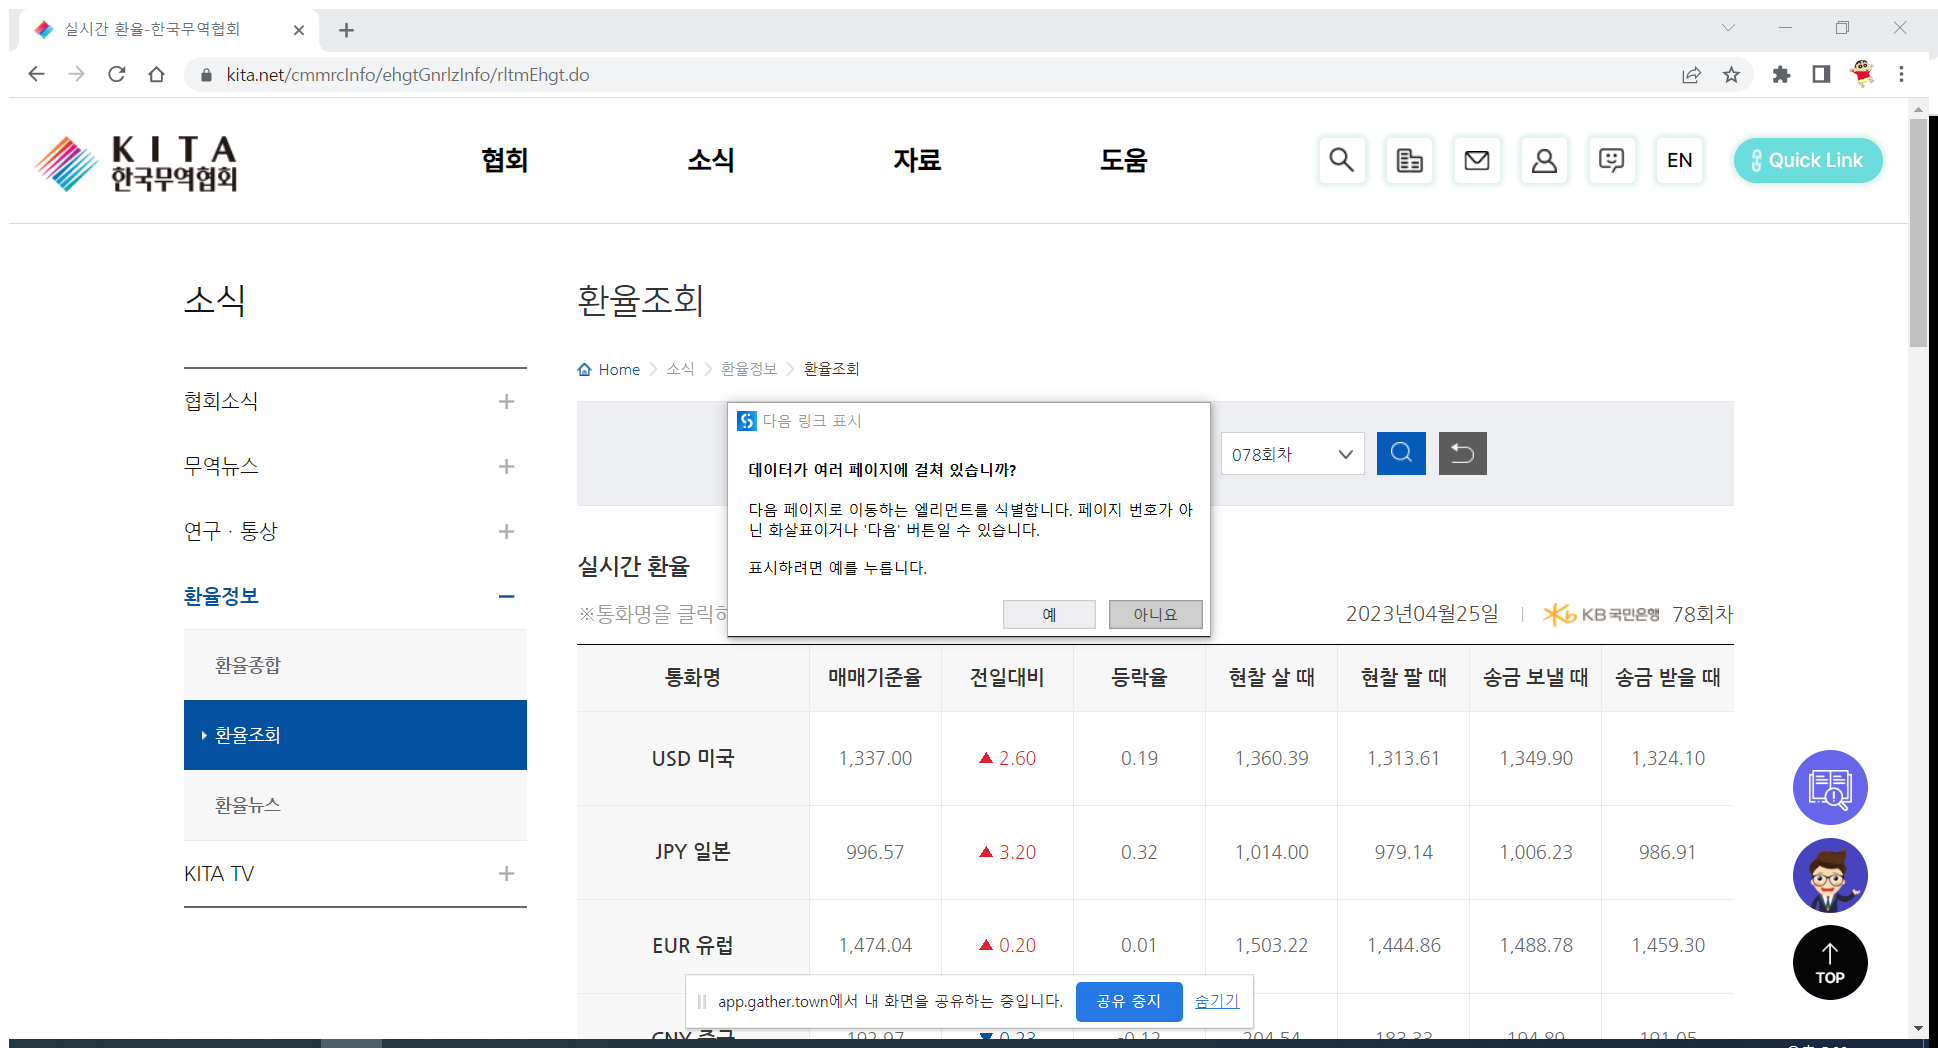 실시간 환율-한국무역협회
kita.net/cmmrcInfo/ehgtGnrlzInfo/rltmEhgt.do
KITA
한국무역협회
협회 소식 자료 도움
EN
Quick Link
소식
환율조회
Home 소식 환율정보 환율조회
협회소식
무역뉴스
연구 · 통상
환율정보
환율종합
환율조회
환율뉴스
KITA TV
다음 링크 표시
데이터가 여러 페이지에 걸쳐 있습니까?
다음 페이지로 이동하는 엘리먼트를 식별합니다. 페이지 번호가 아
닌 화살표이거나 '다음' 버튼일 수 있습니다.
표시하려면 예를 누릅니다.
예 아니요
078회차
실시간 환율
※통화명을
2023년04월25일 KB국민은행 78회차
통화명 매매기준율 전일대비 등락율 현찰 살 때 현찰 팔 때 송금 보낼 때 송금 받을 때
USD 미국 1,337.00 ▲ 2.60 0.19 1,360.39 1,313.61 1,349.90 1,324.10
JPY 일본 996.57 ▲ 3.20 0.32 1,014.00 979.14 1,006.23 986.91
EUR 유럽 1,474.04 ▲ 0.20 0.01 1,503.22 1,444.86 1,488.78 1,459.30
CNY 중국 192.97 ▼ 0.23 -0.12 204.54 183.33 194.89 191.05
app.gather.town에서 내 화면을 공유하는 중입니다. 공유 중지 숨기기
TOP